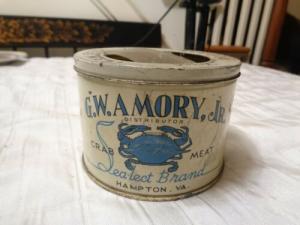 G.W. AMORY, JR.
DISTRIBUTOR
CRAB MEAT
Sealect Brand
HAMPTON, VA.